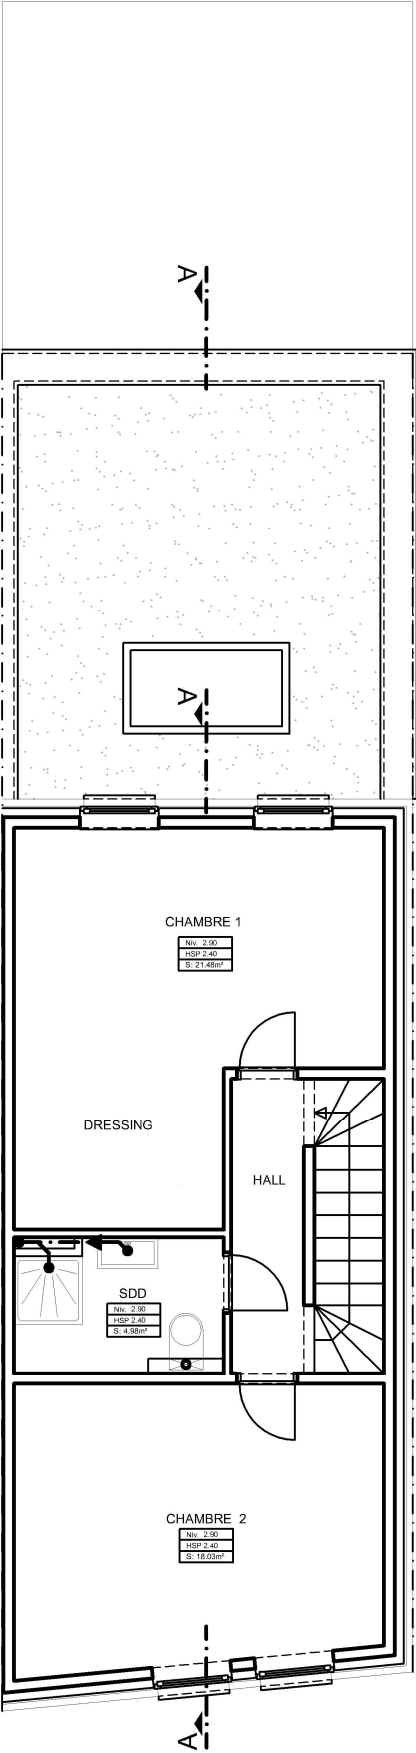 A
A
CHAMBRE 1
Niv. 2.90
HSP 2.40
S: 21.48m²
DRESSING
HALL
SDD
Niv. 2.90
HSP 2.40
S: 4.98m²
CHAMBRE 2
Niv. 2.90
HSP 2.40
S: 18.03m²
A